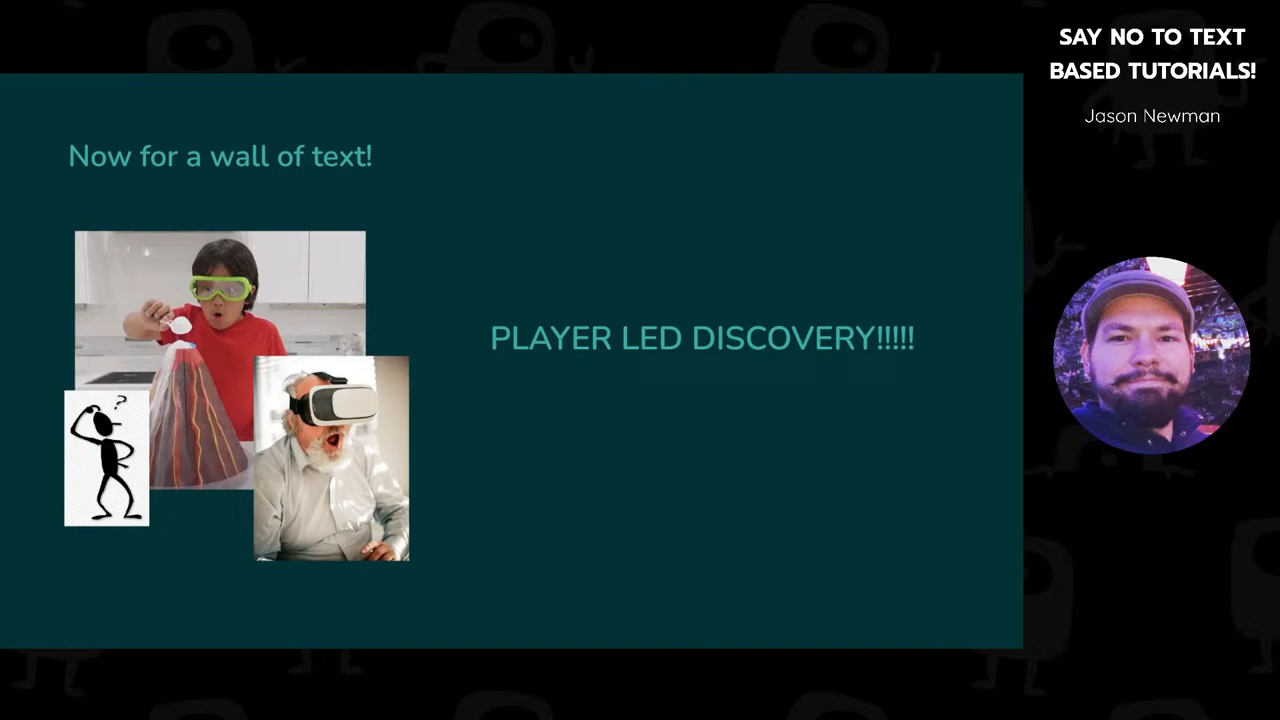 SAY NO TO TEXT
BASED TUTORIALS!
Jason Newman
Now for a wall of text!
PLAYER LED DISCOVERY!!!!!
?